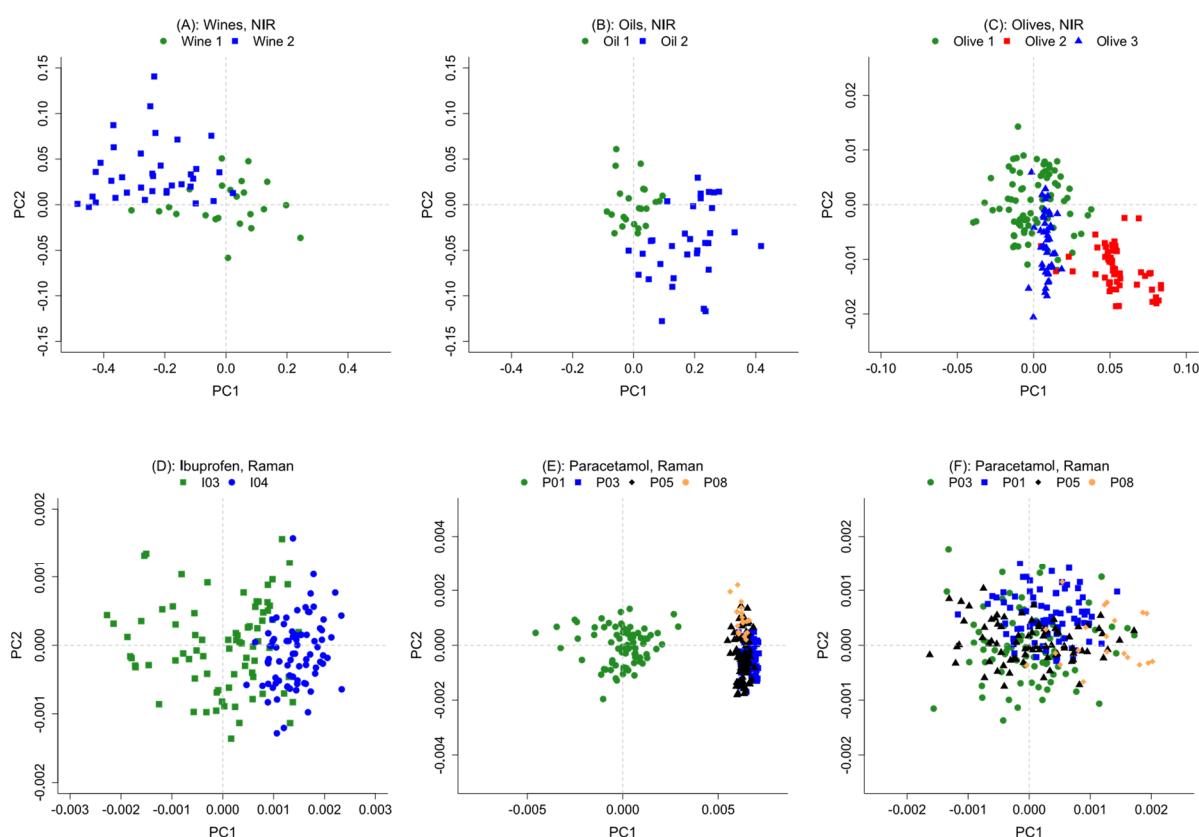 (A): Wines, NIR
Wine 1 Wine 2
0.15
0.10
0.05
0.00
-0.05
-0.10
-0.15
PC2
-0.4 -0.2 0.0 0.2 0.4
PC1
(B): Oils, NIR
Oil 1 Oil 2
0.15
0.10
0.05
0.00
-0.05
-0.10
-0.15
PC2
-0.4 -0.2 0.0 0.2 0.4
PC1
(C): Olives, NIR
Olive 1 Olive 2 Olive 3
0.02
0.01
0.00
-0.01
-0.02
PC2
-0.10 -0.05 0.00 0.05 0.10
PC1
(D): Ibuprofen, Raman
I03 I04
0.002
0.001
0.000
-0.001
-0.002
PC2
-0.003 -0.001 0.000 0.001 0.002 0.003
PC1
(E): Paracetamol, Raman
P01 P03 P05 P08
0.004
0.002
0.000
-0.002
-0.004
PC2
-0.005 0.000 0.005
PC1
(F): Paracetamol, Raman
P03 P01 P05 P08
0.002
0.001
0.000
-0.001
-0.002
PC2
-0.002 -0.001 0.000 0.001 0.002
PC1